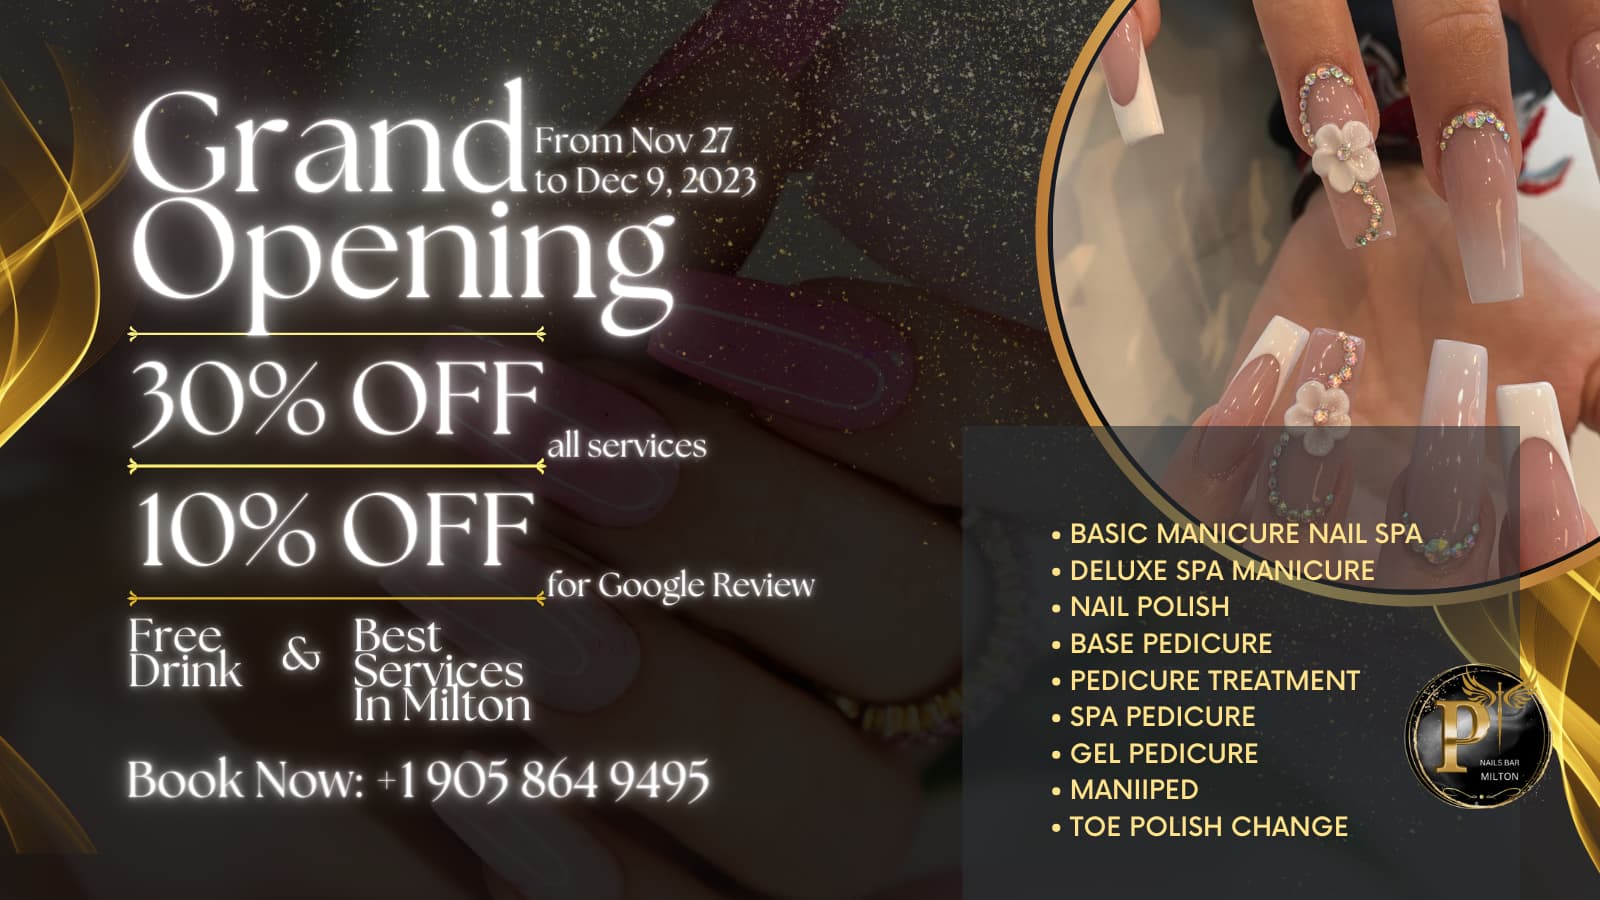 Grand
From Nov 27
to Dec 9, 2023
Opening
30% OFF
all services
10% OFF
for Google Review
Free
Drink
&
Best
Services
In Milton
Book Now: +1 905 864 9495
• BASIC MANICURE NAIL SPA
• DELUXE SPA MANICURE
• NAIL POLISH
• BASE PEDICURE
• PEDICURE TREATMENT
• SPA PEDICURE
• GEL PEDICURE
• MANIIPED
• TOE POLISH CHANGE
P
NAILS BAR
MILTON